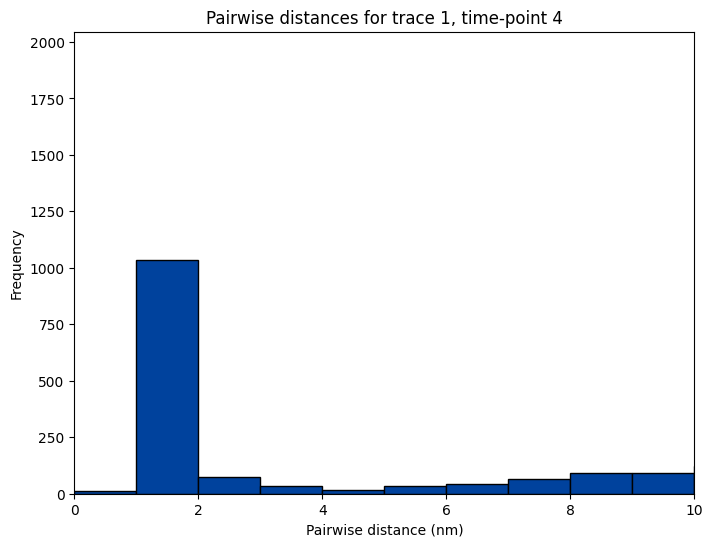 Pairwise distances for trace 1, time-point 4
2000
1750
1500
1250
1000
750
500
250
0
Frequency
0 2 4 6 8 10
Pairwise distance (nm)